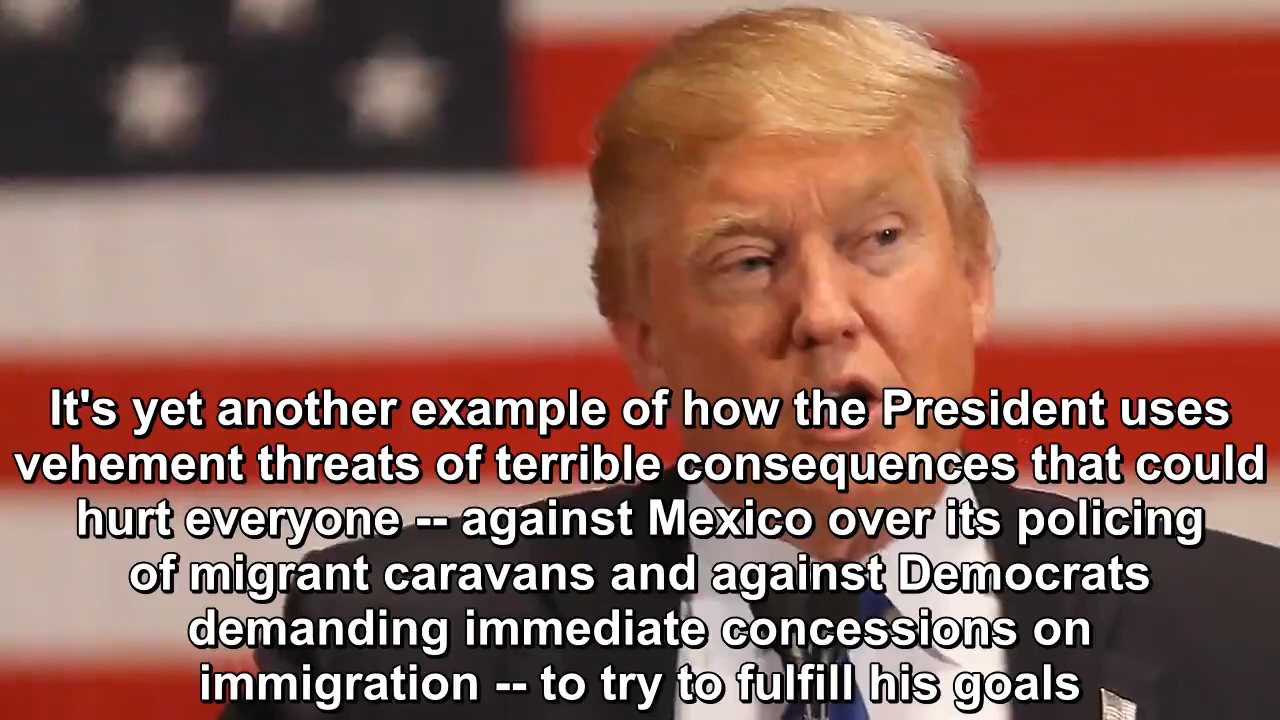 It's yet another example of how the President uses
vehement threats of terrible consequences that could
hurt everyone -- against Mexico over its policing
of migrant caravans and against Democrats
demanding immediate concessions on
immigration -- to try to fulfill his goals